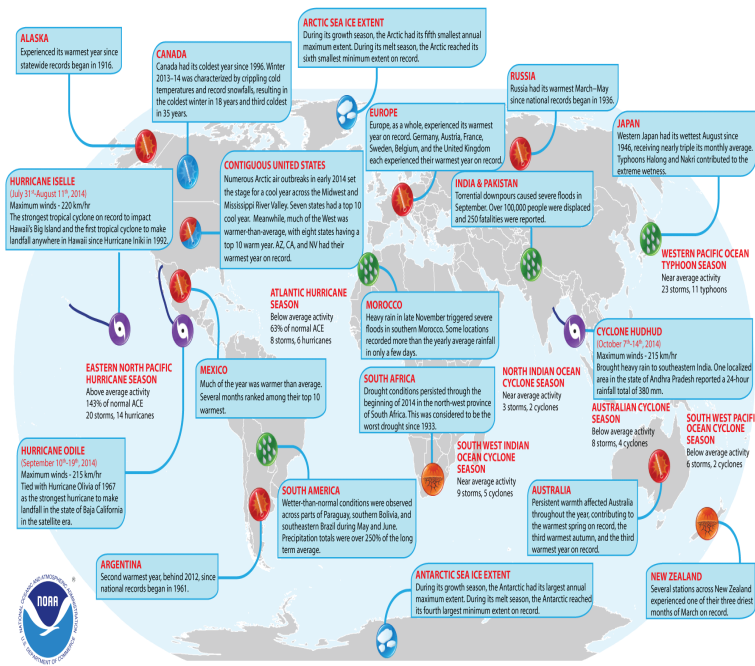 ARCTIC SEA ICE EXTENT
During its growth season, the Arctic had its fifth smallest annual
maximum extent. During its melt season, the Arctic reached its
sixth smallest minimum extent on record.
ALASKA
Experienced its warmest year since
statewide records began in 1916.
CANADA
Canada had its coldest year since 1996. Winter
2013–14 was characterized by crippling cold
temperatures and record snowfalls, resulting in
the coldest winter in 18 years and third coldest
in 35 years.
RUSSIA
Russia had its warmest March–May
since national records began in 1936.
EUROPE
Europe, as a whole, experienced its warmest
year on record. Germany, Austria, France,
Sweden, Belgium, and the United Kingdom
each experienced their warmest year on record.
JAPAN
Western Japan had its wettest August since
1946, receiving nearly triple its monthly average.
Typhoons Halong and Nakri contributed to the
extreme wetness.
HURRICANE ISELLE
(July 31st-August 11th, 2014)
Maximum winds - 220 km/hr
The strongest tropical cyclone on record to impact
Hawaii's Big Island and the first tropical cyclone to make
landfall anywhere in Hawaii since Hurricane Iniki in 1992.
CONTIGUOUS UNITED STATES
Numerous Arctic air outbreaks in early 2014 set
the stage for a cool year across the Midwest and
Mississippi River Valley. Seven states had a top 10
cool year. Meanwhile, much of the West was
warmer-than-average, with eight states having a
top 10 warm year. AZ, CA, and NV had their
warmest year on record.
INDIA & PAKISTAN
Torrential downpours caused severe floods in
September. Over 100,000 people were displaced
and 250 fatalities were reported.
WESTERN PACIFIC OCEAN
TYPHOON SEASON
Near average activity
23 storms, 11 typhoons
ATLANTIC HURRICANE
SEASON
Below average activity
63% of normal ACE
8 storms, 6 hurricanes
MOROCCO
Heavy rain in late November triggered severe
floods in southern Morocco. Some locations
recorded more than the yearly average rainfall
in only a few days.
CYCLONE HUDHUD
(October 7th-14th, 2014)
Maximum winds - 215 km/hr
Brought heavy rain to southeastern India. One localized
area in the state of Andhra Pradesh reported a 24-hour
rainfall total of 380 mm.
EASTERN NORTH PACIFIC
HURRICANE SEASON
Above average activity
143% of normal ACE
20 storms, 14 hurricanes
MEXICO
Much of the year was warmer than average.
Several months ranked among their top 10
warmest.
SOUTH AFRICA
Drought conditions persisted through the
beginning of 2014 in the north-west province
of South Africa. This was considered to be the
worst drought since 1933.
NORTH INDIAN OCEAN
CYCLONE SEASON
Near average activity
3 storms, 2 cyclones
AUSTRALIAN CYCLONE
SEASON
Below average activity
8 storms, 4 cyclones
SOUTH WEST PACIFI
OCEAN CYCLONE
SEASON
Below average activity
6 storms, 2 cyclones
HURRICANE ODILE
(September 10th-19th, 2014)
Maximum winds - 215 km/hr
Tied with Hurricane Olivia of 1967
as the strongest hurricane to make
landfall in the state of Baja California
in the satellite era.
SOUTH WEST INDIAN
OCEAN CYCLONE
SEASON
Near average activity
9 storms, 5 cyclones
SOUTH AMERICA
Wetter-than-normal conditions were observed
across parts of Paraguay, southern Bolivia, and
southeastern Brazil during May and June.
Precipitation totals were over 250% of the long
term average.
AUSTRALIA
Persistent warmth affected Australia
throughout the year, contributing to
the warmest spring on record, the
third warmest autumn, and the third
warmest year on record.
ARGENTINA
Second warmest year, behind 2012, since
national records began in 1961.
ANTARCTIC SEA ICE EXTENT
During its growth season, the Antarctic had its largest annual
maximum extent. During its melt season, the Antarctic reached
its fourth largest minimum extent on record.
NEW ZEALAND
Several stations across New Zealand
experienced one of their three driest
months of March on record.
NATIONAL OCEANIC AND ATMOSPHERIC ADMINISTRATION
NOAA
U.S. DEPARTMENT OF COMMERCE